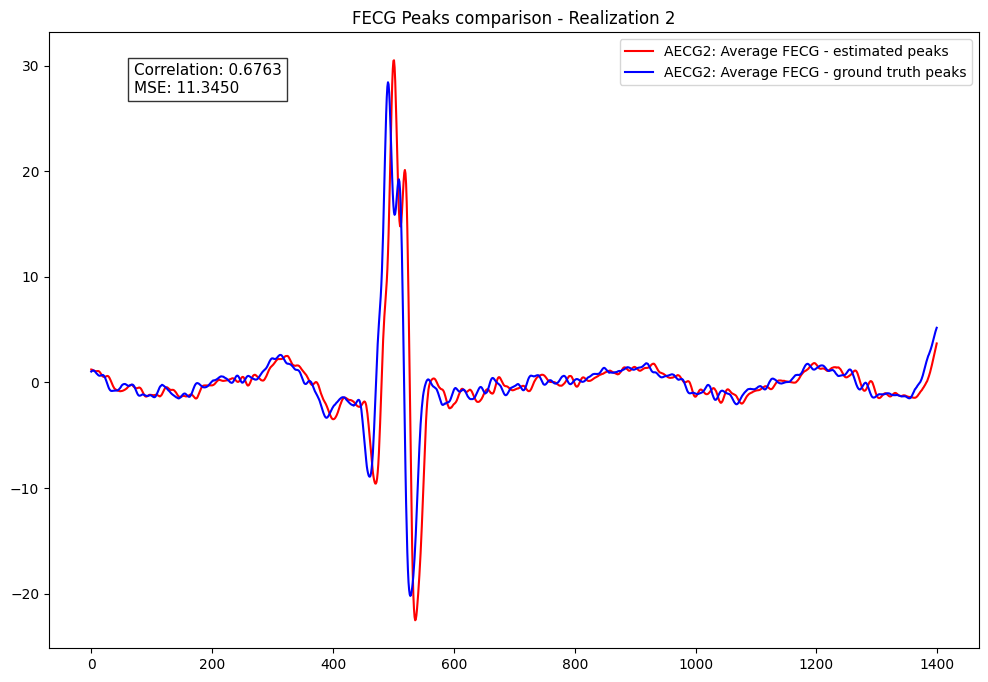 FECG Peaks comparison - Realization 2
Correlation: 0.6763
MSE: 11.3450
AECG2: Average FECG - estimated peaks
AECG2: Average FECG - ground truth peaks
30
20
10
0
−10
−20
0
200
400
600
800
1000
1200
1400